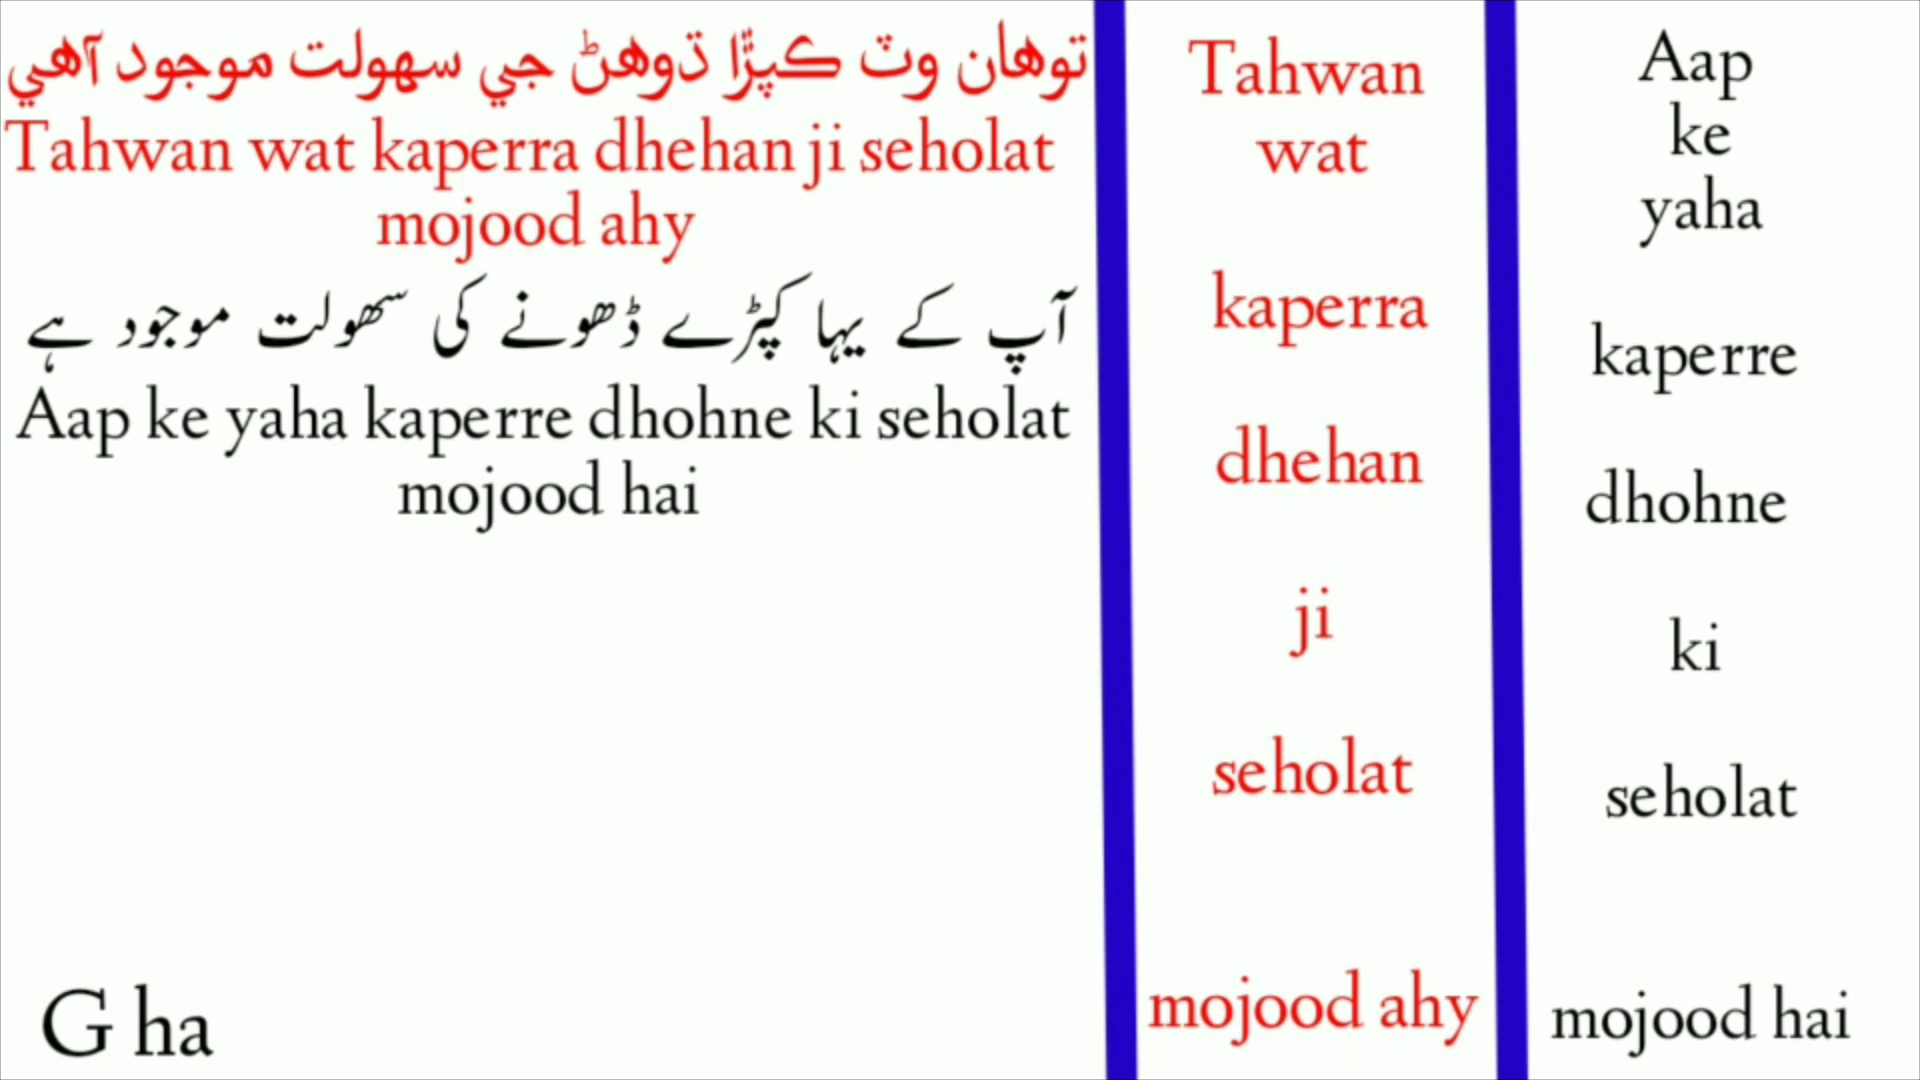 توهان وٽ ڪپڙا ڌوھڻ جي سهولت موجود آهي
Tahwan wat kaperra dhehan ji seholat
mojood ahy
آپ کے یہا کپڑے ڈھونے کی سھولت موجود ہے
Aap ke yaha kaperre dhohne ki seholat
mojood hai
G ha
Tahwan
wat
kaperra
dhehan
ji
seholat
mojood ahy
Aap
ke
yaha
kaperre
dhohne
ki
seholat
mojood hai